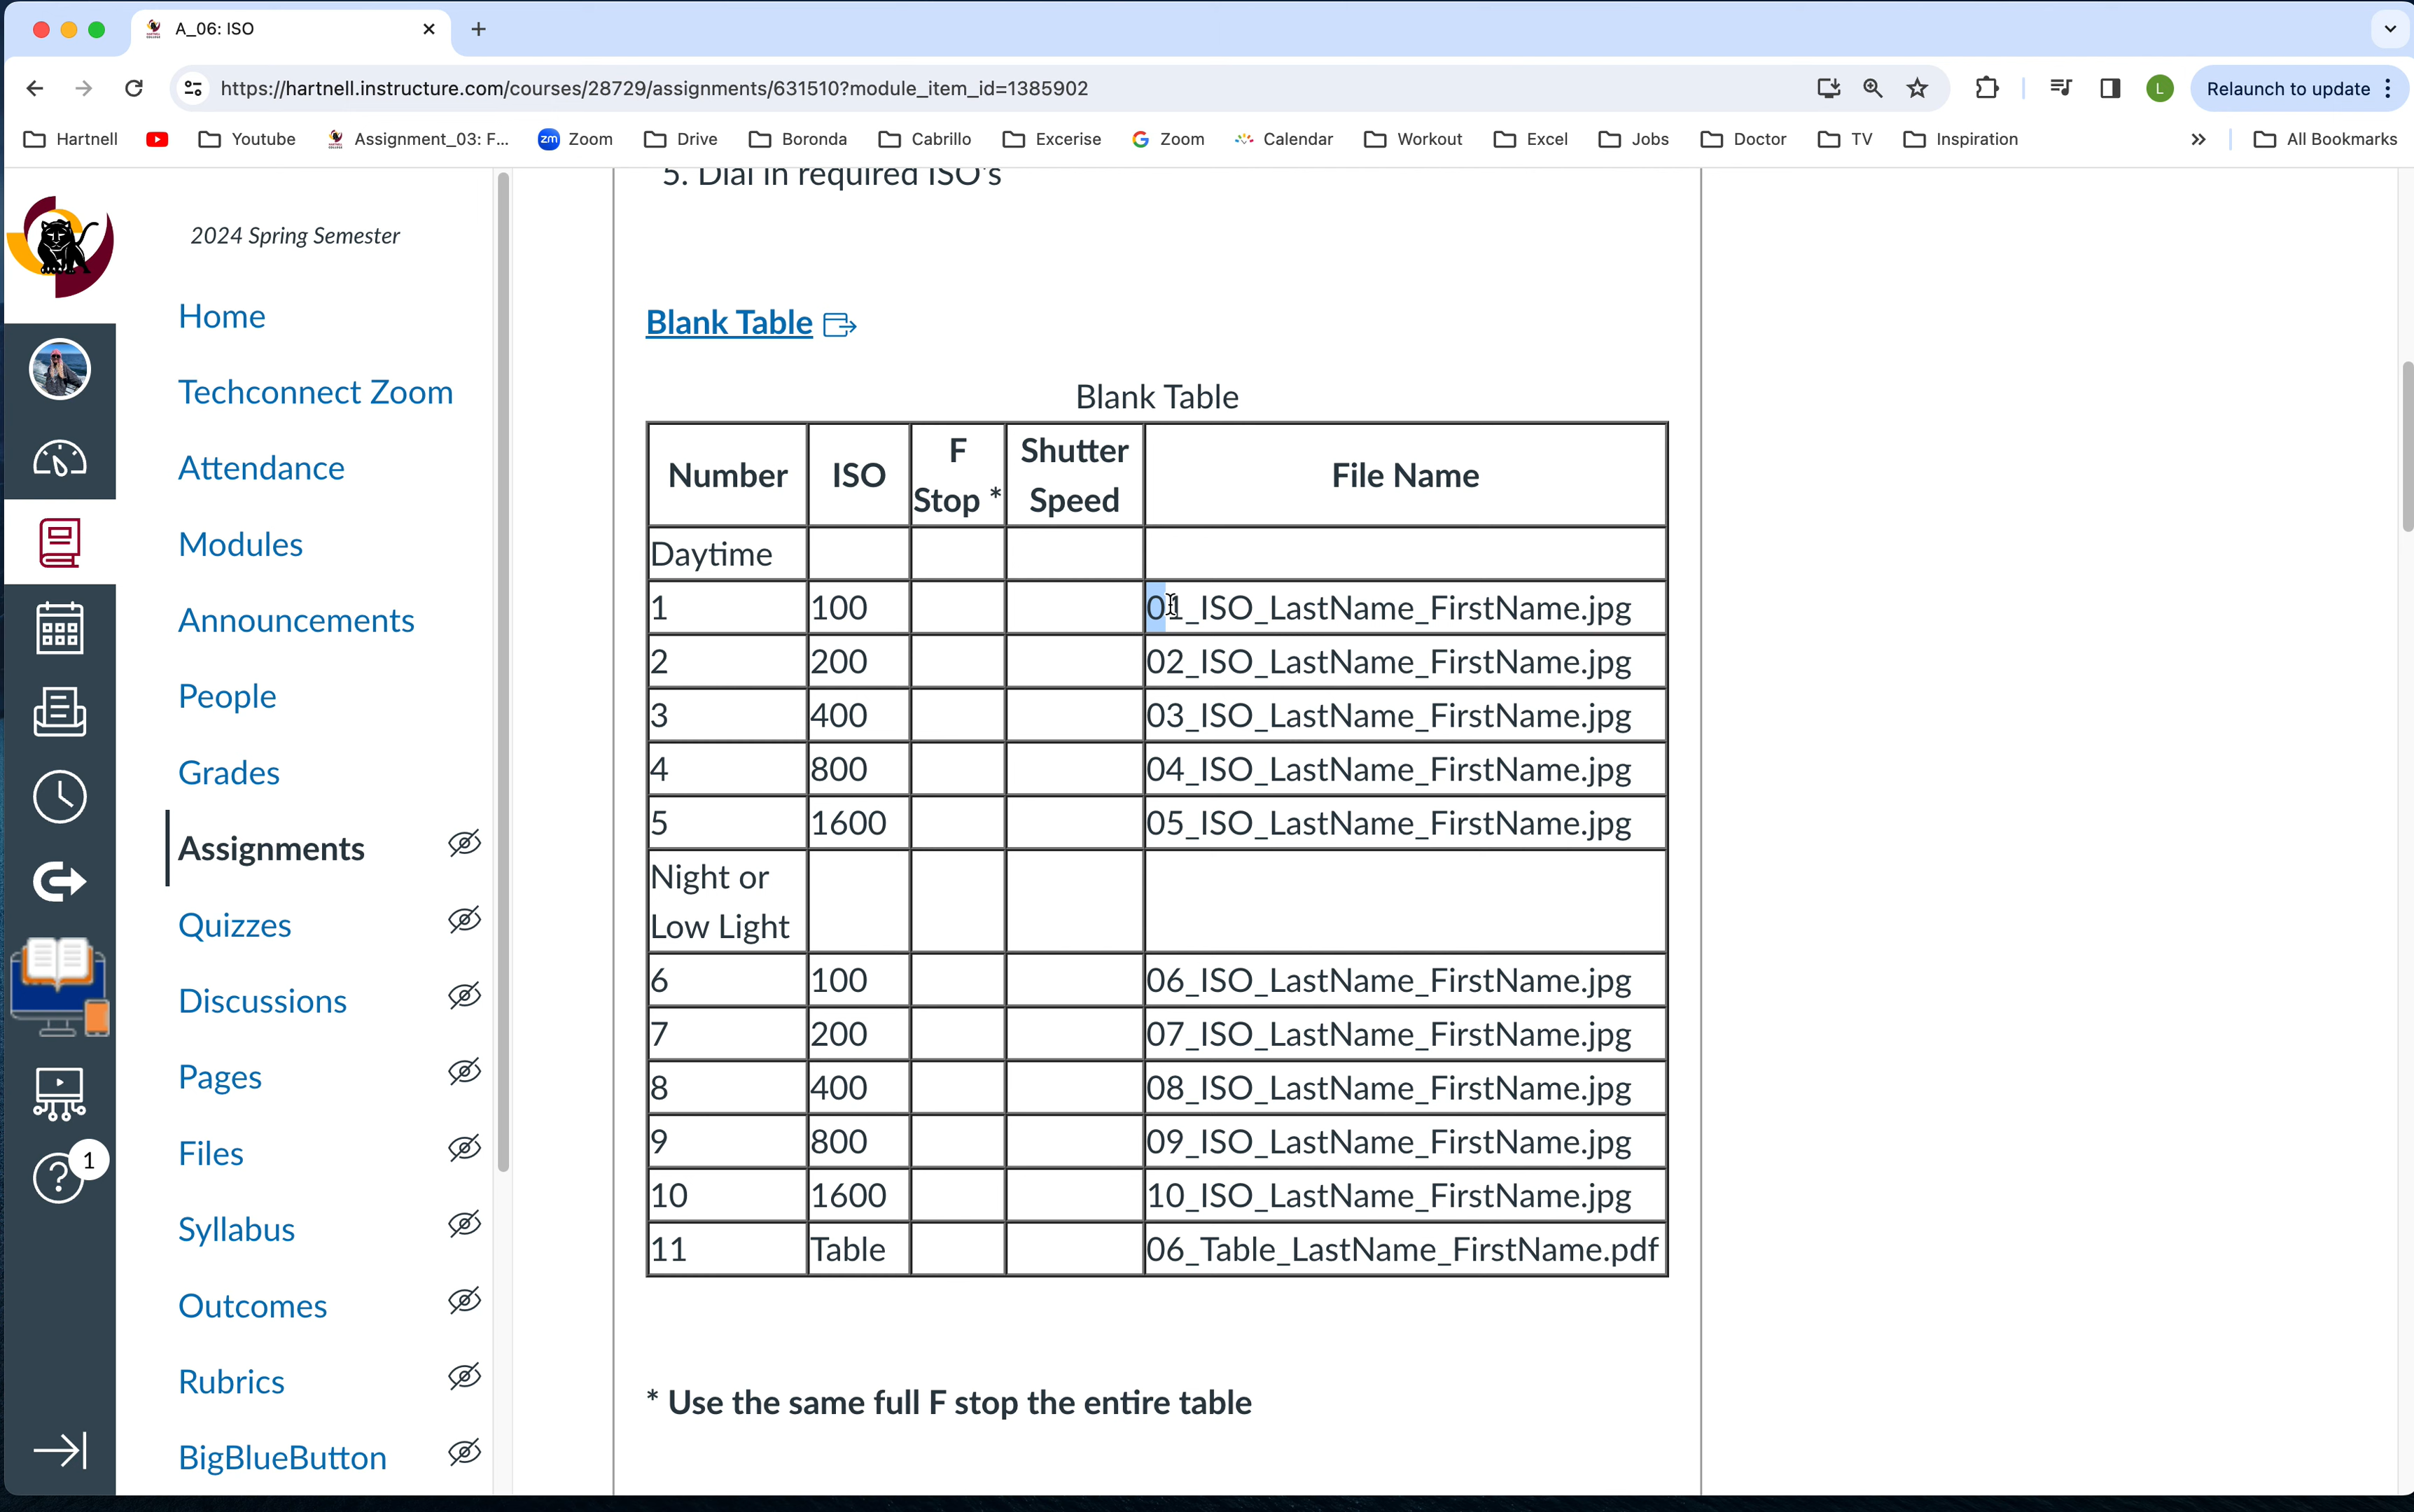 A_06: ISO
https://hartnell.instructure.com/courses/28729/assignments/631510?module_item_id=1385902
L
Relaunch to update
Hartnell
Youtube
Assignment_03: F...
zm Zoom
Drive
Boronda
Cabrillo
Excerise
Zoom
Calendar
Workout
Excel
Jobs
Doctor
TV
Inspiration
»
All Bookmarks
2024 Spring Semester
Home
Techconnect Zoom
Attendance
Modules
Announcements
People
Grades
Assignments
Quizzes
Discussions
Pages
Files
Syllabus
Outcomes
Rubrics
BigBlueButton
1
5. Dial in required ISO's
Blank Table
Blank Table
Number ISO F Stop * Shutter Speed File Name
Daytime
1 100 01_ISO_LastName_FirstName.jpg
2 200 02_ISO_LastName_FirstName.jpg
3 400 03_ISO_LastName_FirstName.jpg
4 800 04_ISO_LastName_FirstName.jpg
5 1600 05_ISO_LastName_FirstName.jpg
Night or
Low Light
6 100 06_ISO_LastName_FirstName.jpg
7 200 07_ISO_LastName_FirstName.jpg
8 400 08_ISO_LastName_FirstName.jpg
9 800 09_ISO_LastName_FirstName.jpg
10 1600 10_ISO_LastName_FirstName.jpg
11 Table 06_Table_LastName_FirstName.pdf
* Use the same full F stop the entire table